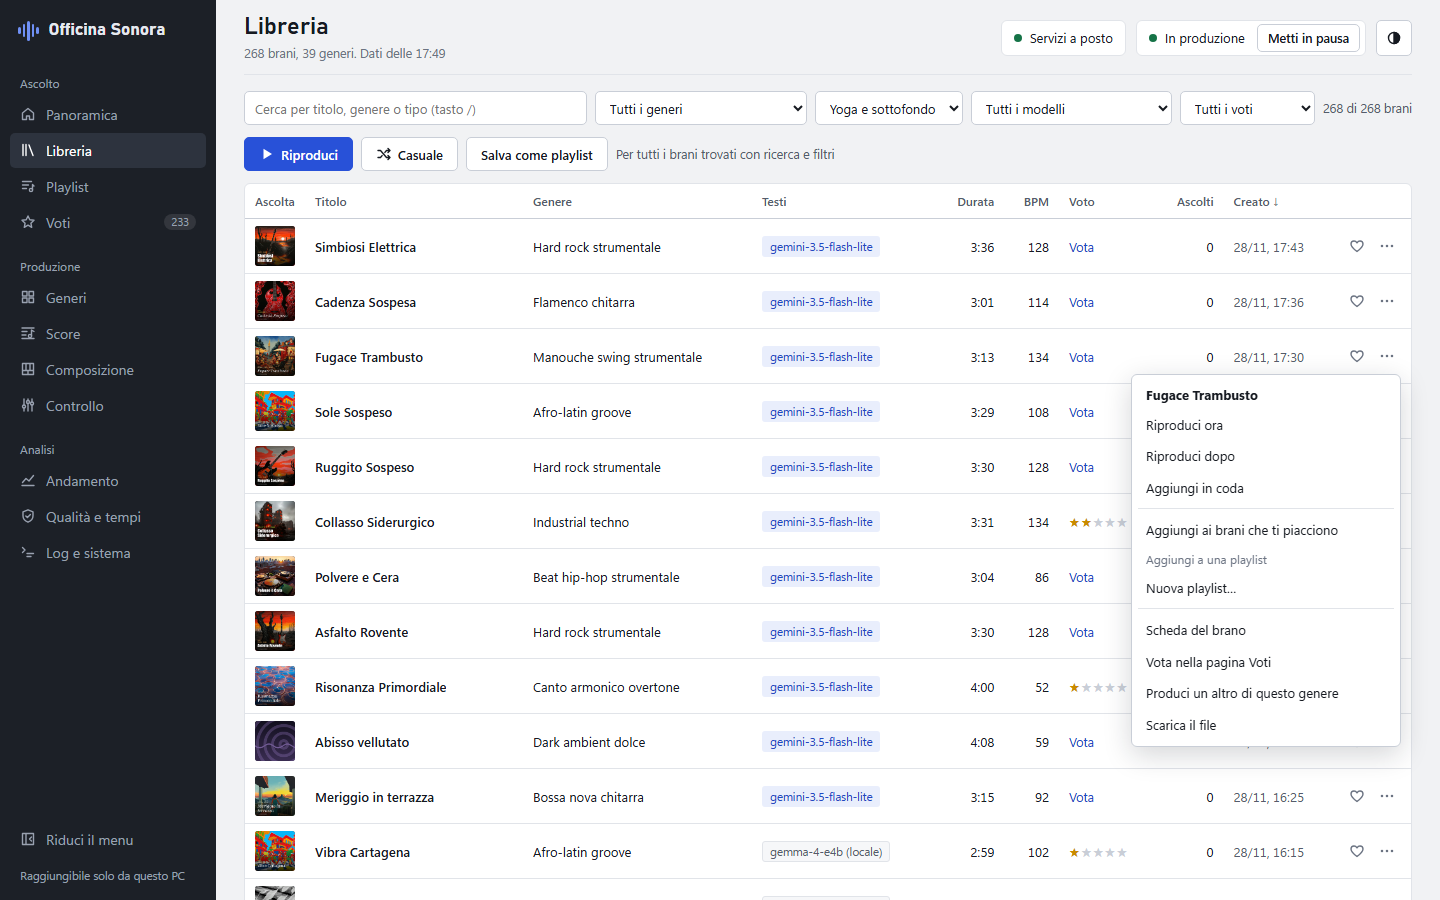 Officina Sonora
Ascolto
Panoramica
Libreria
Playlist
Voti 233
Produzione
Generi
Score
Composizione
Controllo
Analisi
Andamento
Qualità e tempi
Log e sistema
Riduci il menu
Raggiungibile solo da questo PC
Libreria
268 brani, 39 generi. Dati delle 17:49
Servizi a posto
In produzione Metti in pausa
Cerca per titolo, genere o tipo (tasto /) Tutti i generi Yoga e sottofondo Tutti i modelli Tutti i voti 268 di 268 brani
Riproduci Casuale Salva come playlist Per tutti i brani trovati con ricerca e filtri
Ascolta Titolo Genere Testi Durata BPM Voto Ascolti Creato ↓
Simbiosi Elettrica Hard rock strumentale gemini-3.5-flash-lite 3:36 128 Vota 0 28/11, 17:43
Cadenza Sospesa Flamenco chitarra gemini-3.5-flash-lite 3:01 114 Vota 0 28/11, 17:36
Fugace Trambusto Manouche swing strumentale gemini-3.5-flash-lite 3:13 134 Vota 0 28/11, 17:30
Sole Sospeso Afro-latin groove gemini-3.5-flash-lite 3:29 108 Vota
Ruggito Sospeso Hard rock strumentale gemini-3.5-flash-lite 3:30 128 Vota
Collasso Siderurgico Industrial techno gemini-3.5-flash-lite 3:31 134 ★★★★★
Polvere e Cera Beat hip-hop strumentale gemini-3.5-flash-lite 3:04 86 Vota
Asfalto Rovente Hard rock strumentale gemini-3.5-flash-lite 3:30 128 Vota
Risonanza Primordiale Canto armonico overtone gemini-3.5-flash-lite 4:00 52 ★★★★★
Abisso vellutato Dark ambient dolce gemini-3.5-flash-lite 4:08 59 Vota
Meriggio in terrazza Bossa nova chitarra gemini-3.5-flash-lite 3:15 92 Vota 0 28/11, 16:25
Vibra Cartagena Afro-latin groove gemma-4-e4b (locale) 2:59 102 ★★★★★ 0 28/11, 16:15
Fugace Trambusto
Riproduci ora
Riproduci dopo
Aggiungi in coda
Aggiungi ai brani che ti piacciono
Aggiungi a una playlist
Nuova playlist...
Scheda del brano
Vota nella pagina Voti
Produci un altro di questo genere
Scarica il file